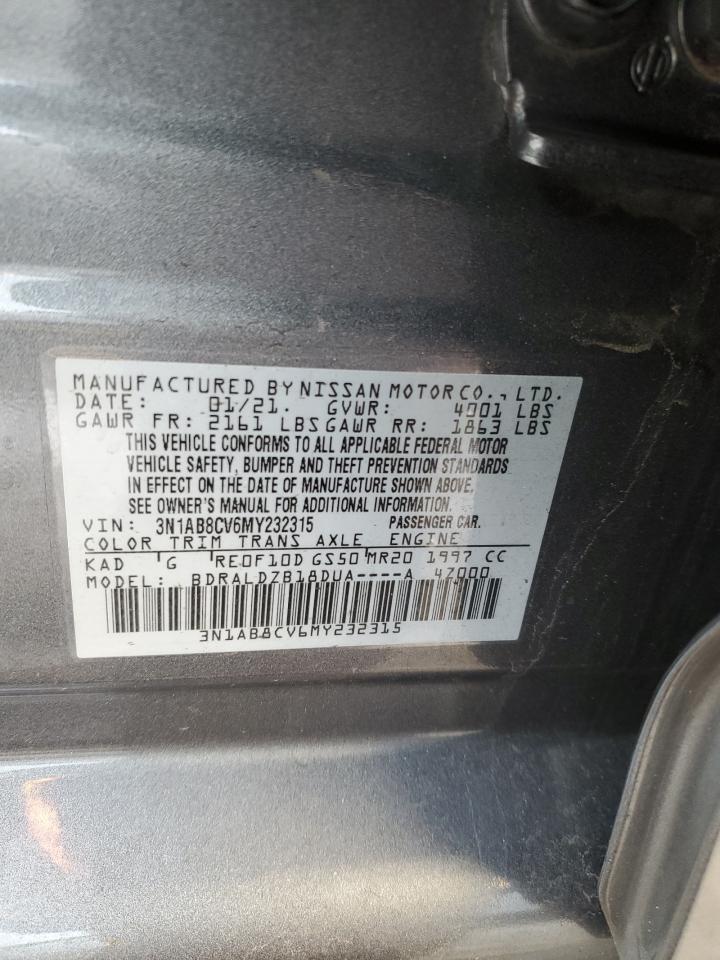 MANUFACTURED BY NISSAN MOTOR CO., LTD.
DATE: 01/21. GVWR: 4001 LBS
GAWR FR: 2161 LBS GAWR RR: 1863 LBS
THIS VEHICLE CONFORMS TO ALL APPLICABLE FEDERAL MOTOR
VEHICLE SAFETY, BUMPER AND THEFT PREVENTION STANDARDS
IN EFFECT ON THE DATE OF MANUFACTURE SHOWN ABOVE.
SEE OWNER'S MANUAL FOR ADDITIONAL INFORMATION.
VIN: 3N1AB8CV6MY232315 PASSENGER CAR.
COLOR TRIM TRANS AXLE ENGINE
KAD G RE0F10D GS50 MR20 1997 CC
MODEL: BDRALDZB18DUA----A 47000
3N1AB8CV6MY232315